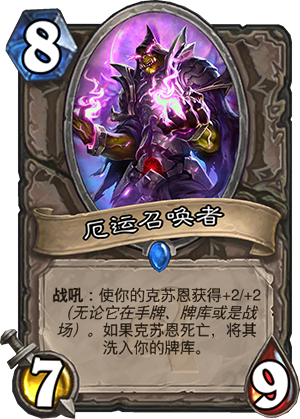 8
厄运召唤者
战吼：使你的克苏恩获得+2/+2
（无论它在手牌、牌库或是战
场）。如果克苏恩死亡，将其
洗入你的牌库。
7
9